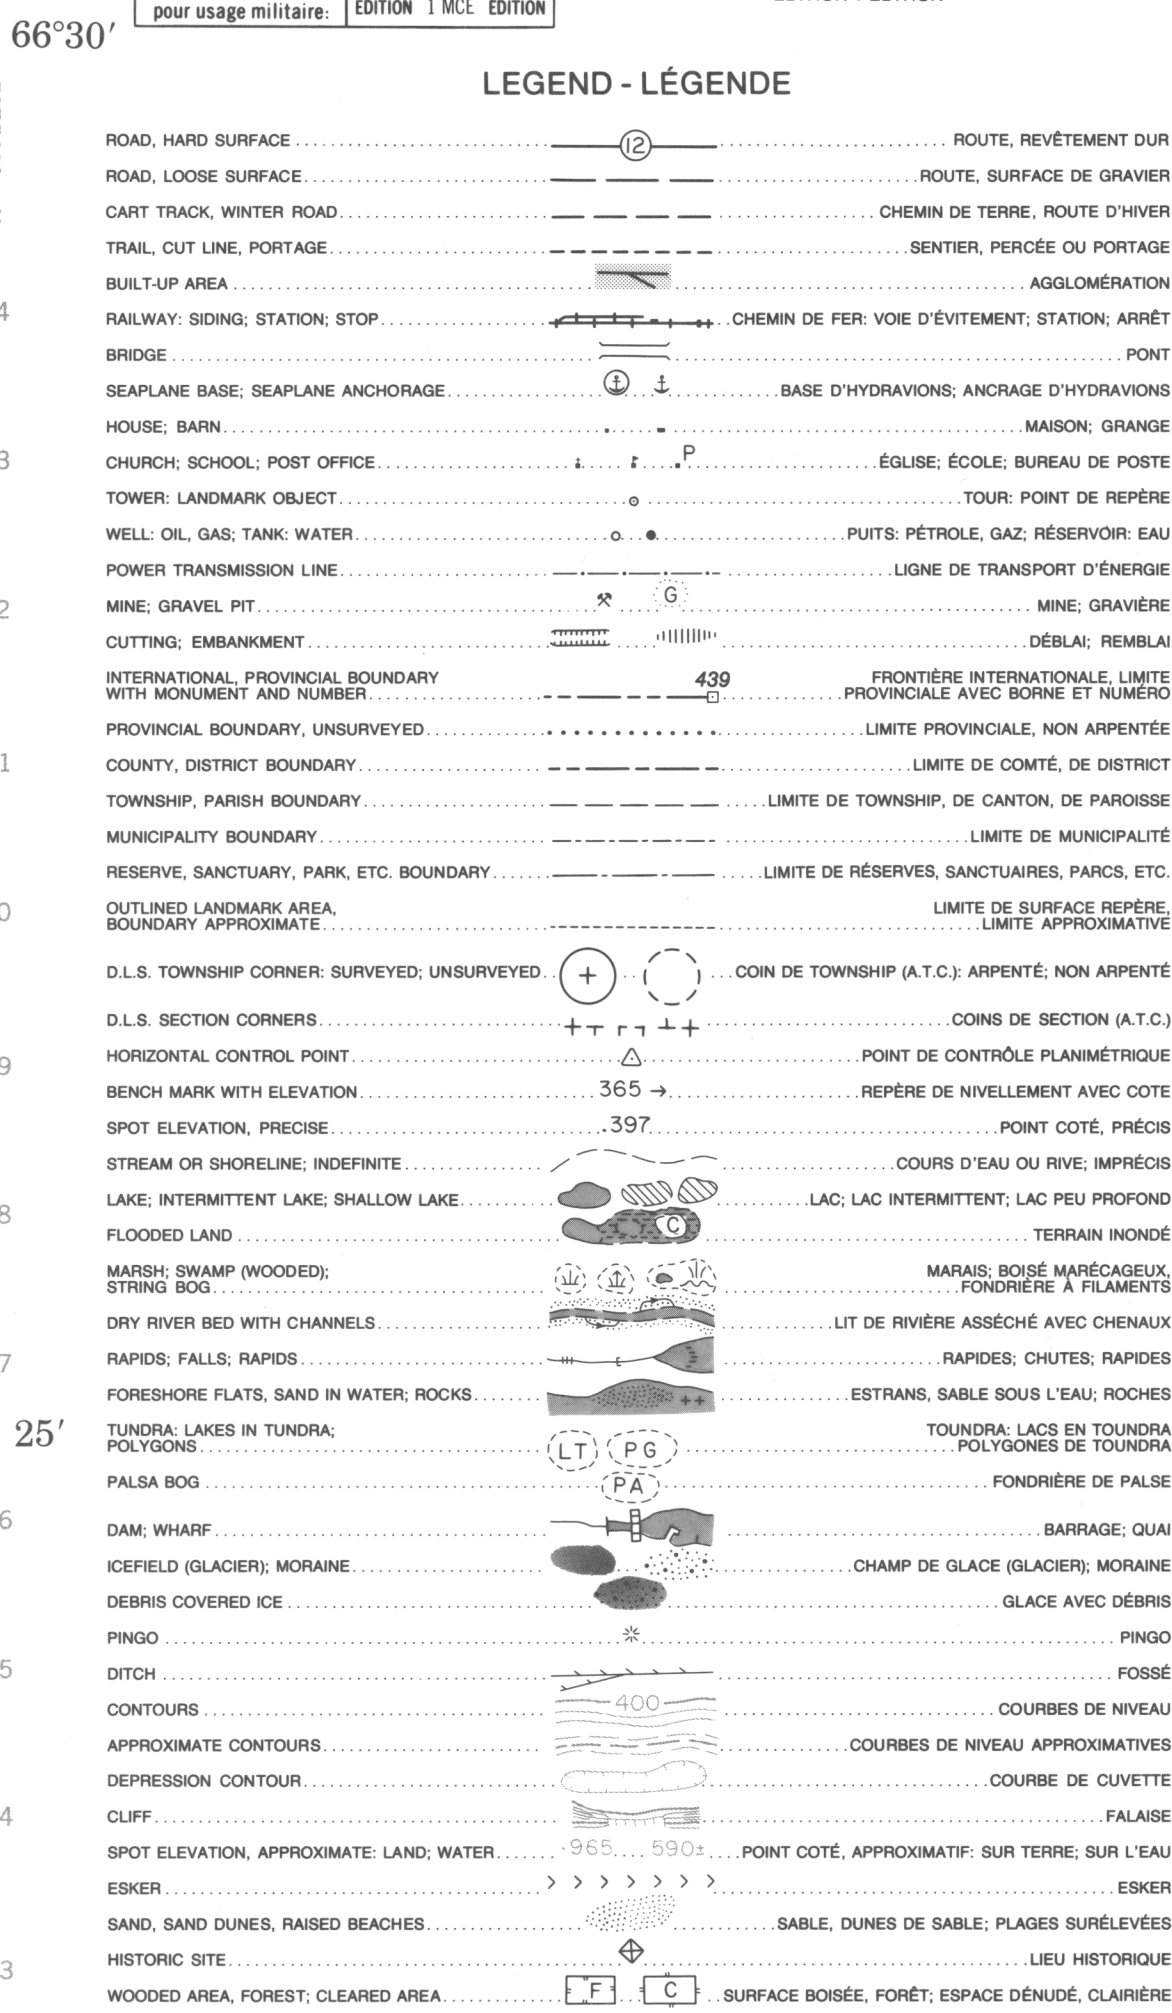 pour usage militaire: EDITION 1 MCE EDITION
66°30′
LEGEND - LÉGENDE
ROAD, HARD SURFACE 12 ROUTE, REVÊTEMENT DUR
ROAD, LOOSE SURFACE ROUTE, SURFACE DE GRAVIER
CART TRACK, WINTER ROAD CHEMIN DE TERRE, ROUTE D'HIVER
TRAIL, CUT LINE, PORTAGE SENTIER, PERCÉE OU PORTAGE
BUILT-UP AREA AGGLOMÉRATION
4
RAILWAY: SIDING; STATION; STOP CHEMIN DE FER: VOIE D'ÉVITEMENT; STATION; ARRÊT
BRIDGE PONT
SEAPLANE BASE; SEAPLANE ANCHORAGE BASE D'HYDRAVIONS; ANCRAGE D'HYDRAVIONS
HOUSE; BARN MAISON; GRANGE
3
CHURCH; SCHOOL; POST OFFICE P ÉGLISE; ÉCOLE; BUREAU DE POSTE
TOWER: LANDMARK OBJECT TOUR: POINT DE REPÈRE
WELL: OIL, GAS; TANK: WATER PUITS: PÉTROLE, GAZ; RÉSERVOIR: EAU
POWER TRANSMISSION LINE LIGNE DE TRANSPORT D'ÉNERGIE
2
MINE; GRAVEL PIT G MINE; GRAVIÈRE
CUTTING; EMBANKMENT DÉBLAI; REMBLAI
INTERNATIONAL, PROVINCIAL BOUNDARY 439 FRONTIÈRE INTERNATIONALE, LIMITE
WITH MONUMENT AND NUMBER PROVINCIALE AVEC BORNE ET NUMÉRO
PROVINCIAL BOUNDARY, UNSURVEYED LIMITE PROVINCIALE, NON ARPENTÉE
1
COUNTY, DISTRICT BOUNDARY LIMITE DE COMTÉ, DE DISTRICT
TOWNSHIP, PARISH BOUNDARY LIMITE DE TOWNSHIP, DE CANTON, DE PAROISSE
MUNICIPALITY BOUNDARY LIMITE DE MUNICIPALITÉ
RESERVE, SANCTUARY, PARK, ETC. BOUNDARY LIMITE DE RÉSERVES, SANCTUAIRES, PARCS, ETC.
0
OUTLINED LANDMARK AREA, LIMITE DE SURFACE REPÈRE,
BOUNDARY APPROXIMATE LIMITE APPROXIMATIVE
D.L.S. TOWNSHIP CORNER: SURVEYED; UNSURVEYED COIN DE TOWNSHIP (A.T.C.): ARPENTÉ; NON ARPENTÉ
D.L.S. SECTION CORNERS COINS DE SECTION (A.T.C.)
9
HORIZONTAL CONTROL POINT POINT DE CONTRÔLE PLANIMÉTRIQUE
BENCH MARK WITH ELEVATION 365 → REPÈRE DE NIVELLEMENT AVEC COTE
SPOT ELEVATION, PRECISE .397 POINT COTÉ, PRÉCIS
STREAM OR SHORELINE; INDEFINITE COURS D'EAU OU RIVE; IMPRÉCIS
LAKE; INTERMITTENT LAKE; SHALLOW LAKE LAC; LAC INTERMITTENT; LAC PEU PROFOND
8
FLOODED LAND C TERRAIN INONDÉ
MARSH; SWAMP (WOODED); MARAIS; BOISÉ MARÉCAGEUX,
STRING BOG FONDRIÈRE À FILAMENTS
DRY RIVER BED WITH CHANNELS LIT DE RIVIÈRE ASSÉCHÉ AVEC CHENAUX
7
RAPIDS; FALLS; RAPIDS RAPIDES; CHUTES; RAPIDES
FORESHORE FLATS, SAND IN WATER; ROCKS ESTRANS, SABLE SOUS L'EAU; ROCHES
25′
TUNDRA: LAKES IN TUNDRA; TOUNDRA: LACS EN TOUNDRA
POLYGONS LT PG POLYGONES DE TOUNDRA
PALSA BOG PA FONDRIÈRE DE PALSE
6
DAM; WHARF BARRAGE; QUAI
ICEFIELD (GLACIER); MORAINE CHAMP DE GLACE (GLACIER); MORAINE
DEBRIS COVERED ICE GLACE AVEC DÉBRIS
PINGO PINGO
5
DITCH FOSSÉ
CONTOURS 400 COURBES DE NIVEAU
APPROXIMATE CONTOURS COURBES DE NIVEAU APPROXIMATIVES
DEPRESSION CONTOUR COURBE DE CUVETTE
4
CLIFF FALAISE
SPOT ELEVATION, APPROXIMATE: LAND; WATER ·965 590± POINT COTÉ, APPROXIMATIF: SUR TERRE; SUR L'EAU
ESKER ESKER
SAND, SAND DUNES, RAISED BEACHES SABLE, DUNES DE SABLE; PLAGES SURÉLEVÉES
HISTORIC SITE LIEU HISTORIQUE
3
WOODED AREA, FOREST; CLEARED AREA F C SURFACE BOISÉE, FORÊT; ESPACE DÉNUDÉ, CLAIRIÈRE